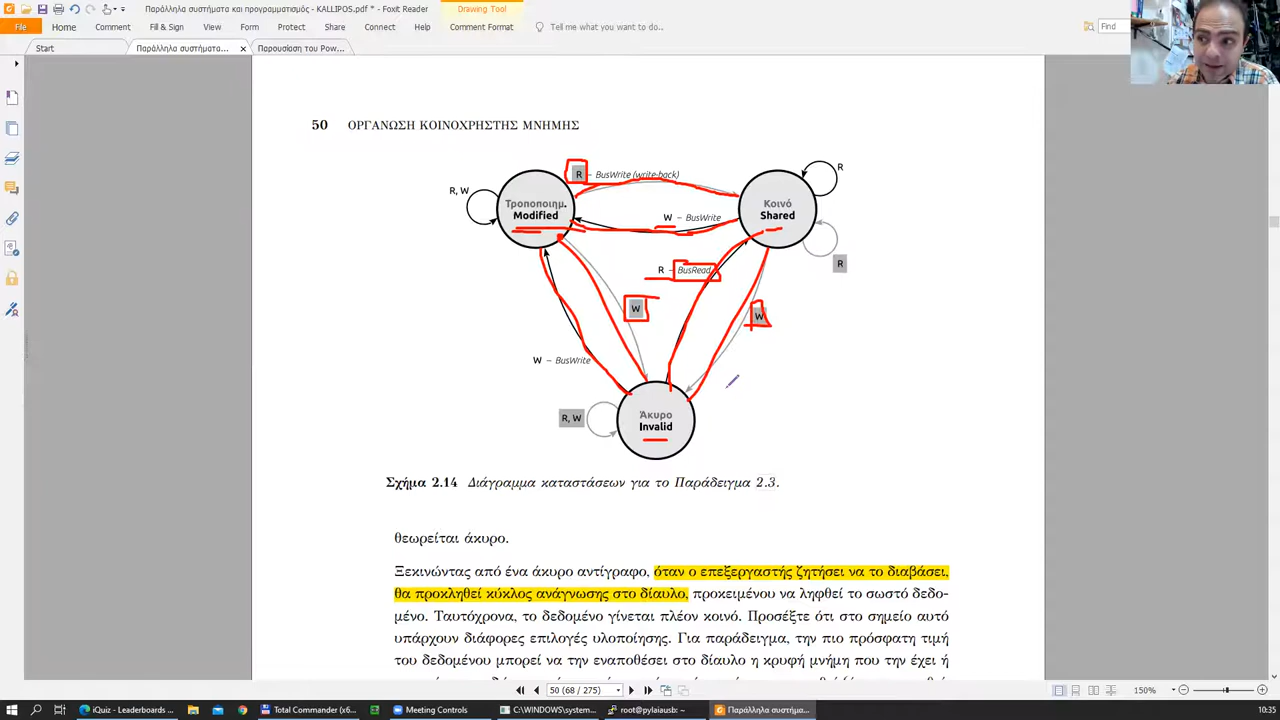 Παράλληλα συστήματα και προγραμματισμός - KALLIPOS.pdf * - Foxit Reader
Drawing Tool
File
Home
Comment
Fill & Sign
View
Form
Protect
Share
Connect
Help
Comment Format
Tell me what you want to do...
Find
Start
Παράλληλα συστήματα...
Παρουσίαση του Pow...
50 ΟΡΓΑΝΩΣΗ ΚΟΙΝΟΧΡΗΣΤΗΣ ΜΝΗΜΗΣ
R – BusWrite (write-back)
R
R, W
Τροποποιημ.
Modified
Κοινό
Shared
W – BusWrite
R – BusRead
R
W
W
W – BusWrite
R, W
Άκυρο
Invalid
Σχήμα 2.14 Διάγραμμα καταστάσεων για το Παράδειγμα 2.3.
θεωρείται άκυρο.
Ξεκινώντας από ένα άκυρο αντίγραφο, όταν ο επεξεργαστής ζητήσει να το διαβάσει,
θα προκληθεί κύκλος ανάγνωσης στο δίαυλο, προκειμένου να ληφθεί το σωστό δεδο-
μένο. Ταυτόχρονα, το δεδομένο γίνεται πλέον κοινό. Προσέξτε ότι στο σημείο αυτό
υπάρχουν διάφορες επιλογές υλοποίησης. Για παράδειγμα, την πιο πρόσφατη τιμή
του δεδομένου μπορεί να την εναποθέσει στο δίαυλο η κρυφή μνήμη που την έχει ή
50 (68 / 275)
150%
iQuiz - Leaderboards ...
Total Commander (x6...
Meeting Controls
C:\WINDOWS\system...
root@pylaiausb: ~
Παράλληλα συστήμα...
10:35